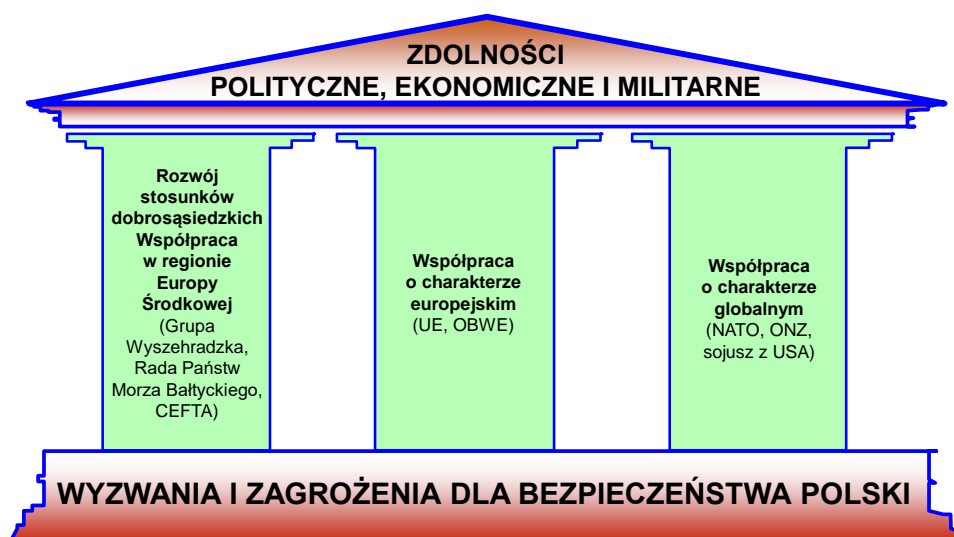 ZDOLNOŚCI
POLITYCZNE, EKONOMICZNE I MILITARNE
Rozwój
stosunków
dobrosąsiedzkich
Współpraca
w regionie
Europy
Środkowej
(Grupa
Wyszehradzka,
Rada Państw
Morza Bałtyckiego,
CEFTA)
Współpraca
o charakterze
europejskim
(UE, OBWE)
Współpraca
o charakterze
globalnym
(NATO, ONZ,
sojusz z USA)
WYZWANIA I ZAGROŻENIA DLA BEZPIECZEŃSTWA POLSKI